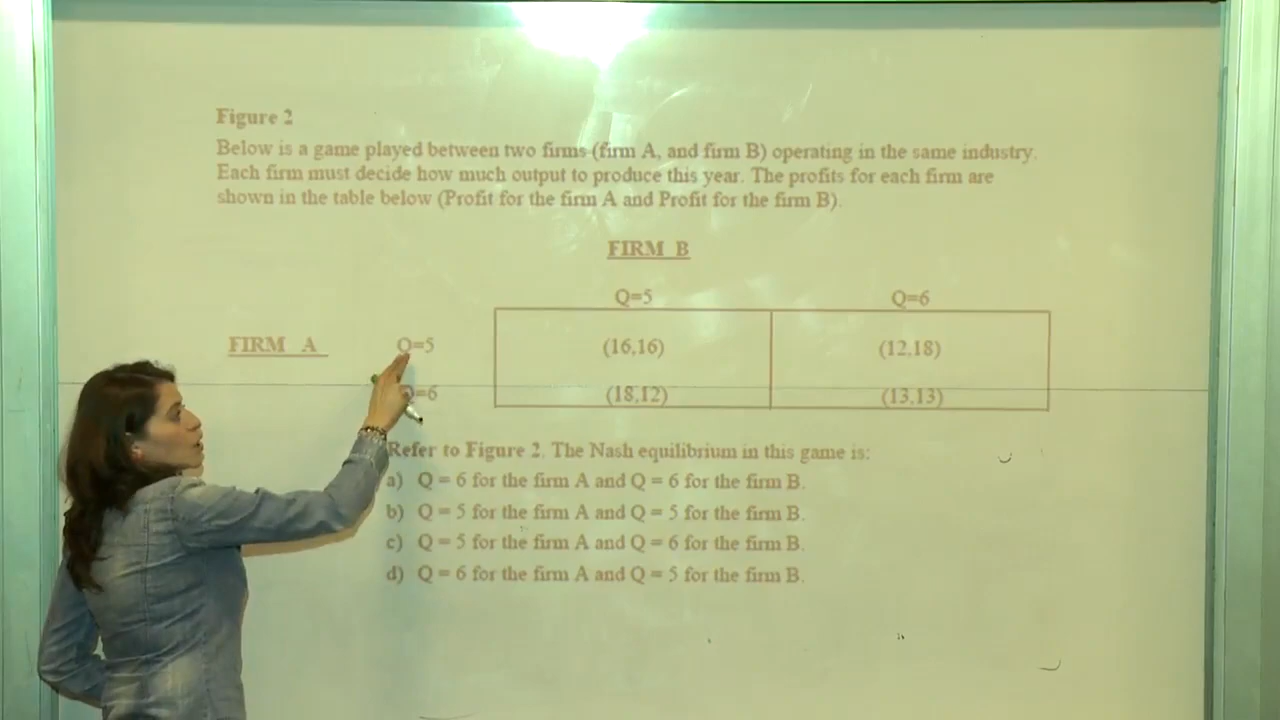 Figure 2
Below is a game played between two firms (firm A, and firm B) operating in the same industry.
Each firm must decide how much output to produce this year. The profits for each firm are
shown in the table below (Profit for the firm A and Profit for the firm B).
FIRM B
Q=5 Q=6
FIRM A Q=5 (16,16) (12,18)
Q=6 (18,12) (13,13)
Refer to Figure 2. The Nash equilibrium in this game is:
a) Q = 6 for the firm A and Q = 6 for the firm B.
b) Q = 5 for the firm A and Q = 5 for the firm B.
c) Q = 5 for the firm A and Q = 6 for the firm B.
d) Q = 6 for the firm A and Q = 5 for the firm B.